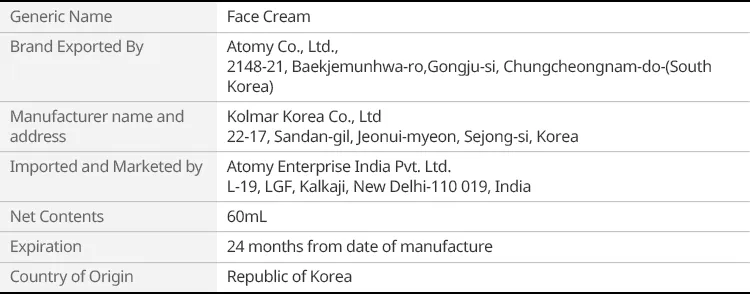 Generic Name Face Cream
Brand Exported By Atomy Co., Ltd.,
2148-21, Baekjemunhwa-ro,Gongju-si, Chungcheongnam-do-(South
Korea)
Manufacturer name and Kolmar Korea Co., Ltd
address 22-17, Sandan-gil, Jeonui-myeon, Sejong-si, Korea
Imported and Marketed by Atomy Enterprise India Pvt. Ltd.
L-19, LGF, Kalkaji, New Delhi-110 019, India
Net Contents 60mL
Expiration 24 months from date of manufacture
Country of Origin Republic of Korea